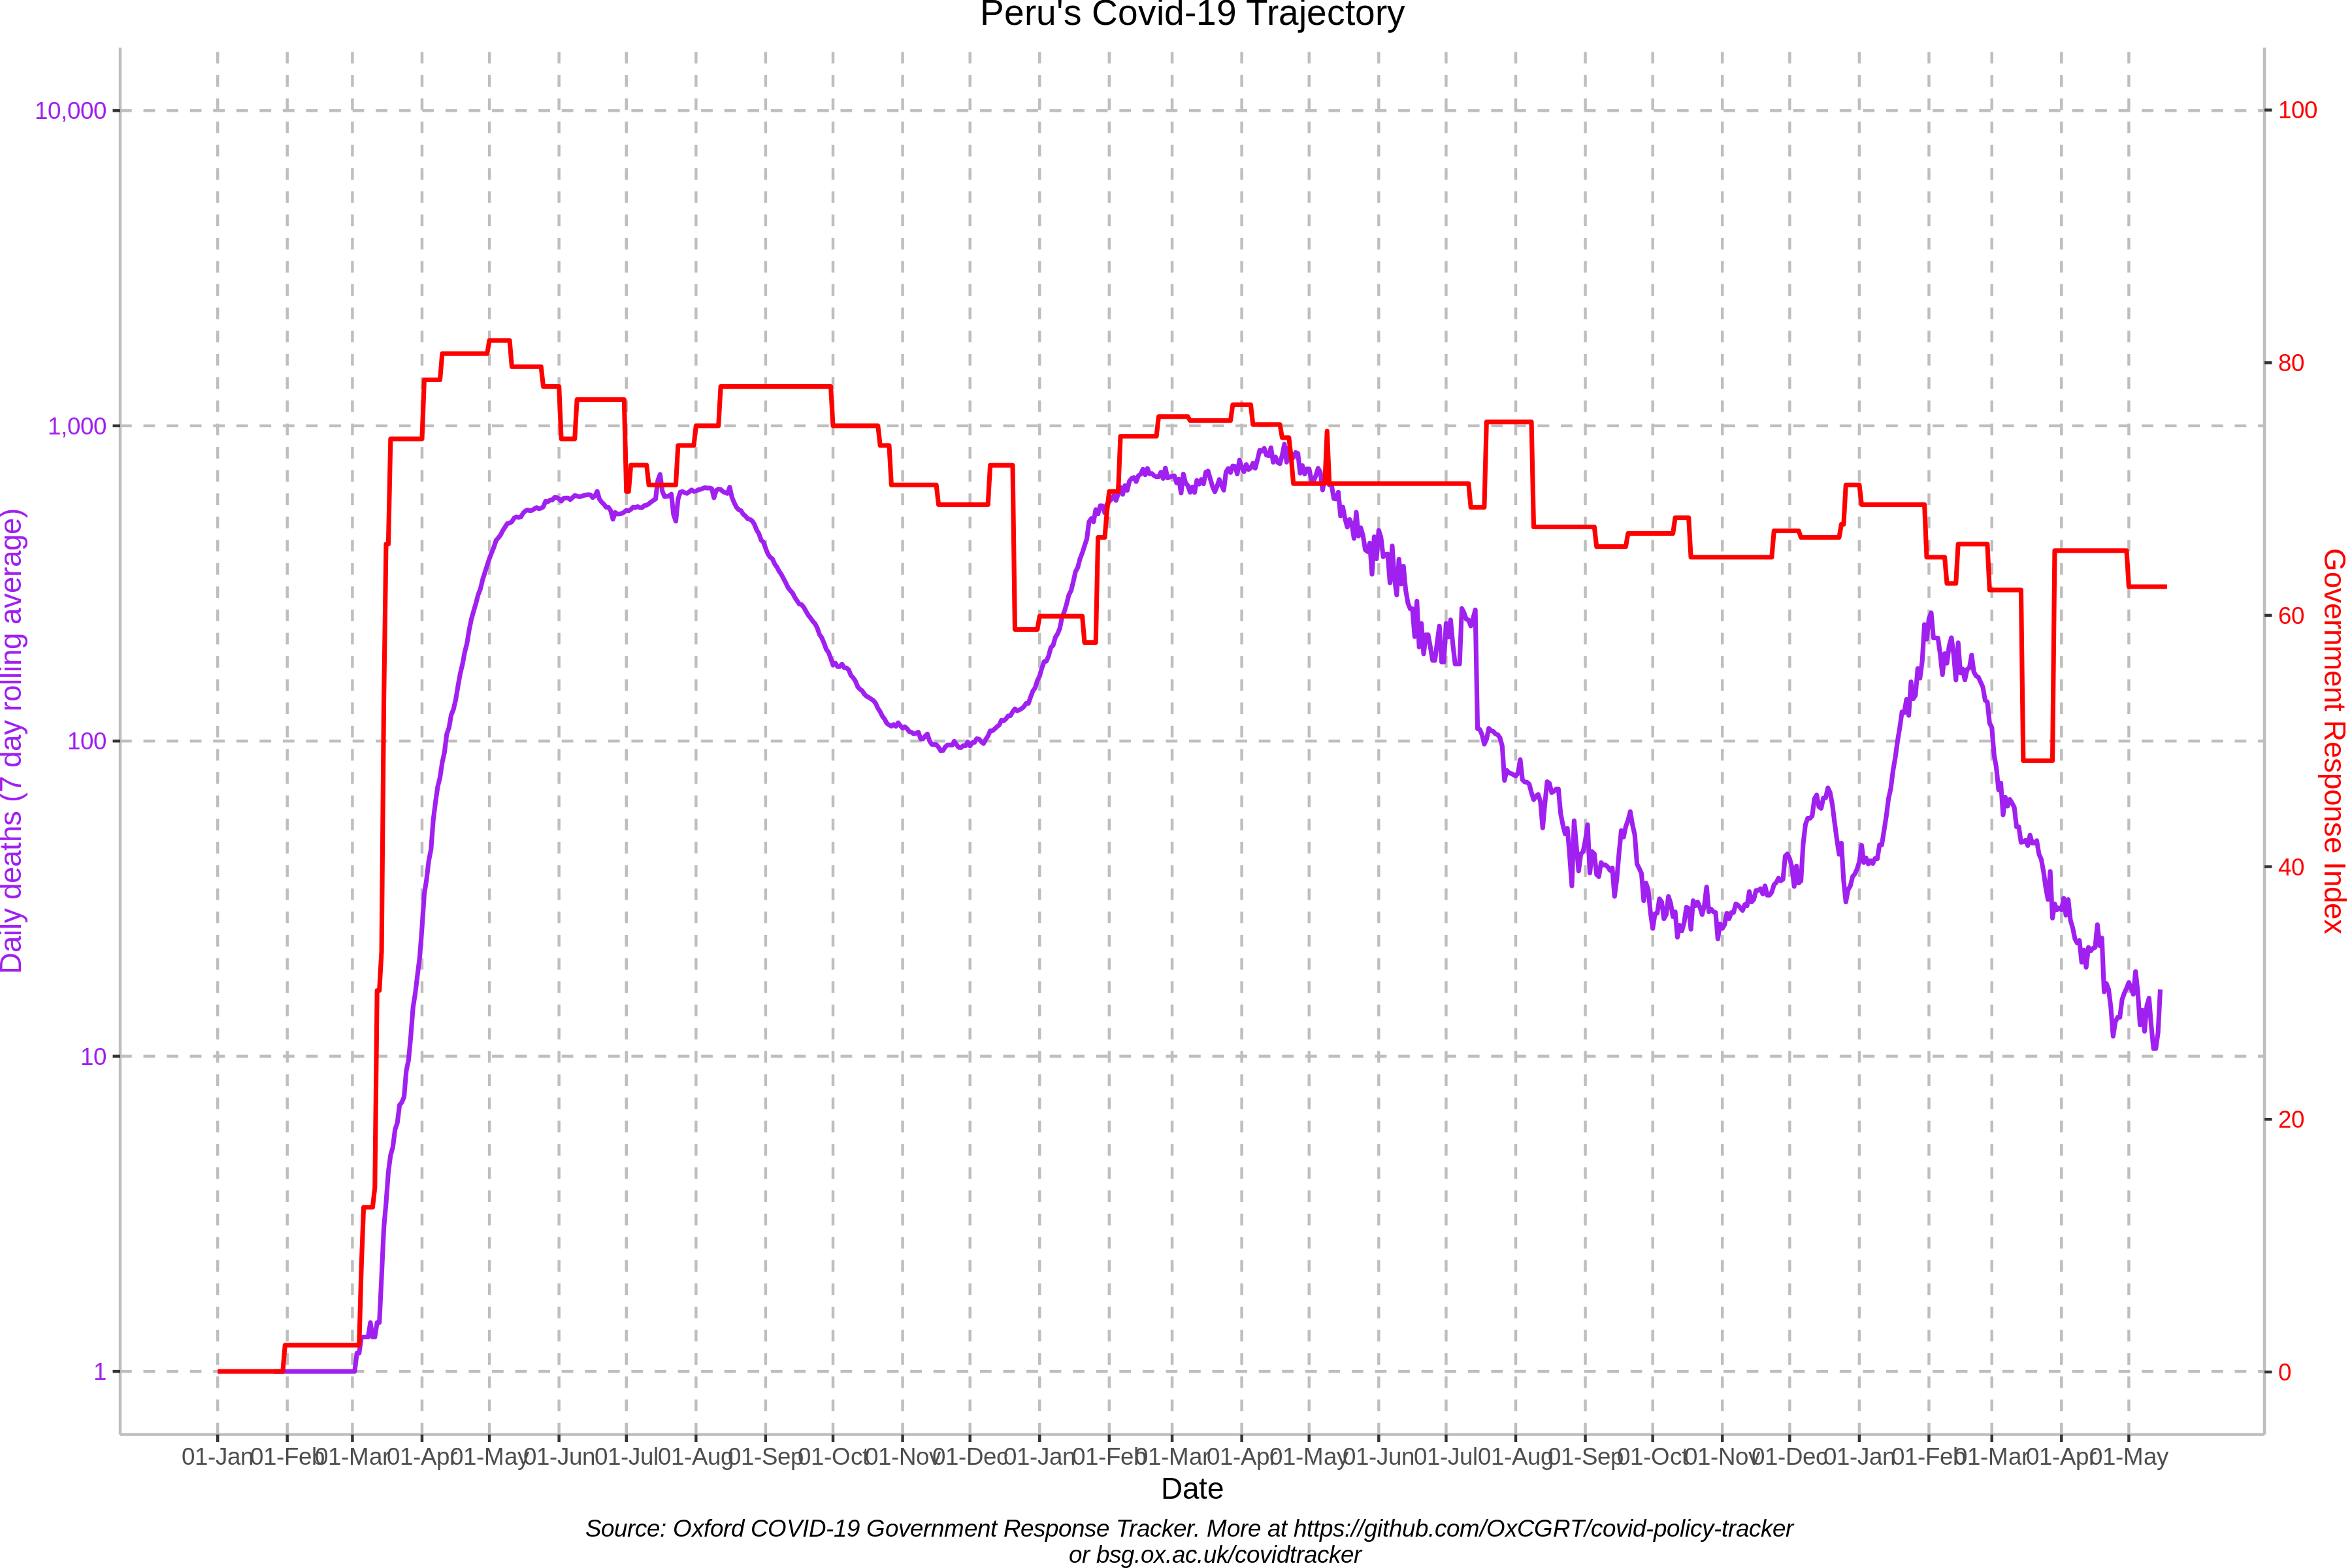 Peru's Covid-19 Trajectory
10,000
1,000
100
10
1
Daily deaths (7 day rolling average)
100
80
60
40
20
0
Government Response Index
01-Jan 01-Feb 01-Mar 01-Apr 01-May 01-Jun 01-Jul 01-Aug 01-Sep 01-Oct 01-Nov 01-Dec 01-Jan 01-Feb 01-Mar 01-Apr 01-May 01-Jun 01-Jul 01-Aug 01-Sep 01-Oct 01-Nov 01-Dec 01-Jan 01-Feb 01-Mar 01-Apr 01-May
Date
Source: Oxford COVID-19 Government Response Tracker. More at https://github.com/OxCGRT/covid-policy-tracker
or bsg.ox.ac.uk/covidtracker